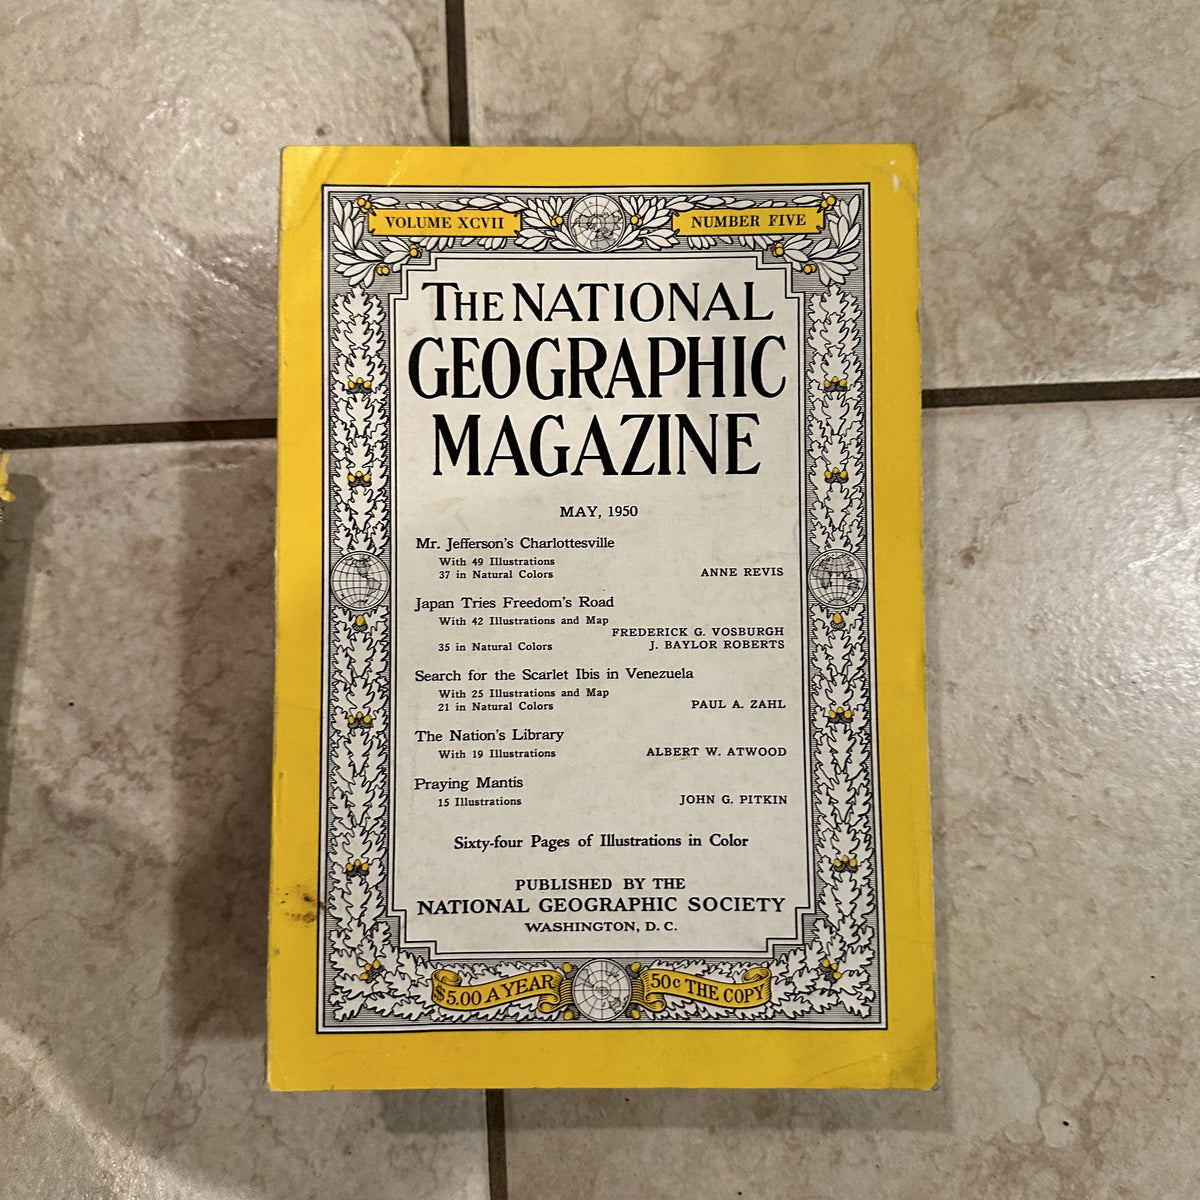 VOLUME XCVII
NUMBER FIVE
THE NATIONAL
GEOGRAPHIC
MAGAZINE
MAY, 1950
Mr. Jefferson's Charlottesville
With 49 Illustrations
37 in Natural Colors
ANNE REVIS
Japan Tries Freedom's Road
With 42 Illustrations and Map
FREDERICK G. VOSBURGH
35 in Natural Colors
J. BAYLOR ROBERTS
Search for the Scarlet Ibis in Venezuela
With 25 Illustrations and Map
21 in Natural Colors
PAUL A. ZAHL
The Nation's Library
With 19 Illustrations
ALBERT W. ATWOOD
Praying Mantis
15 Illustrations
JOHN G. PITKIN
Sixty-four Pages of Illustrations in Color
PUBLISHED BY THE
NATIONAL GEOGRAPHIC SOCIETY
WASHINGTON, D. C.
$5.00 A YEAR
50c THE COPY